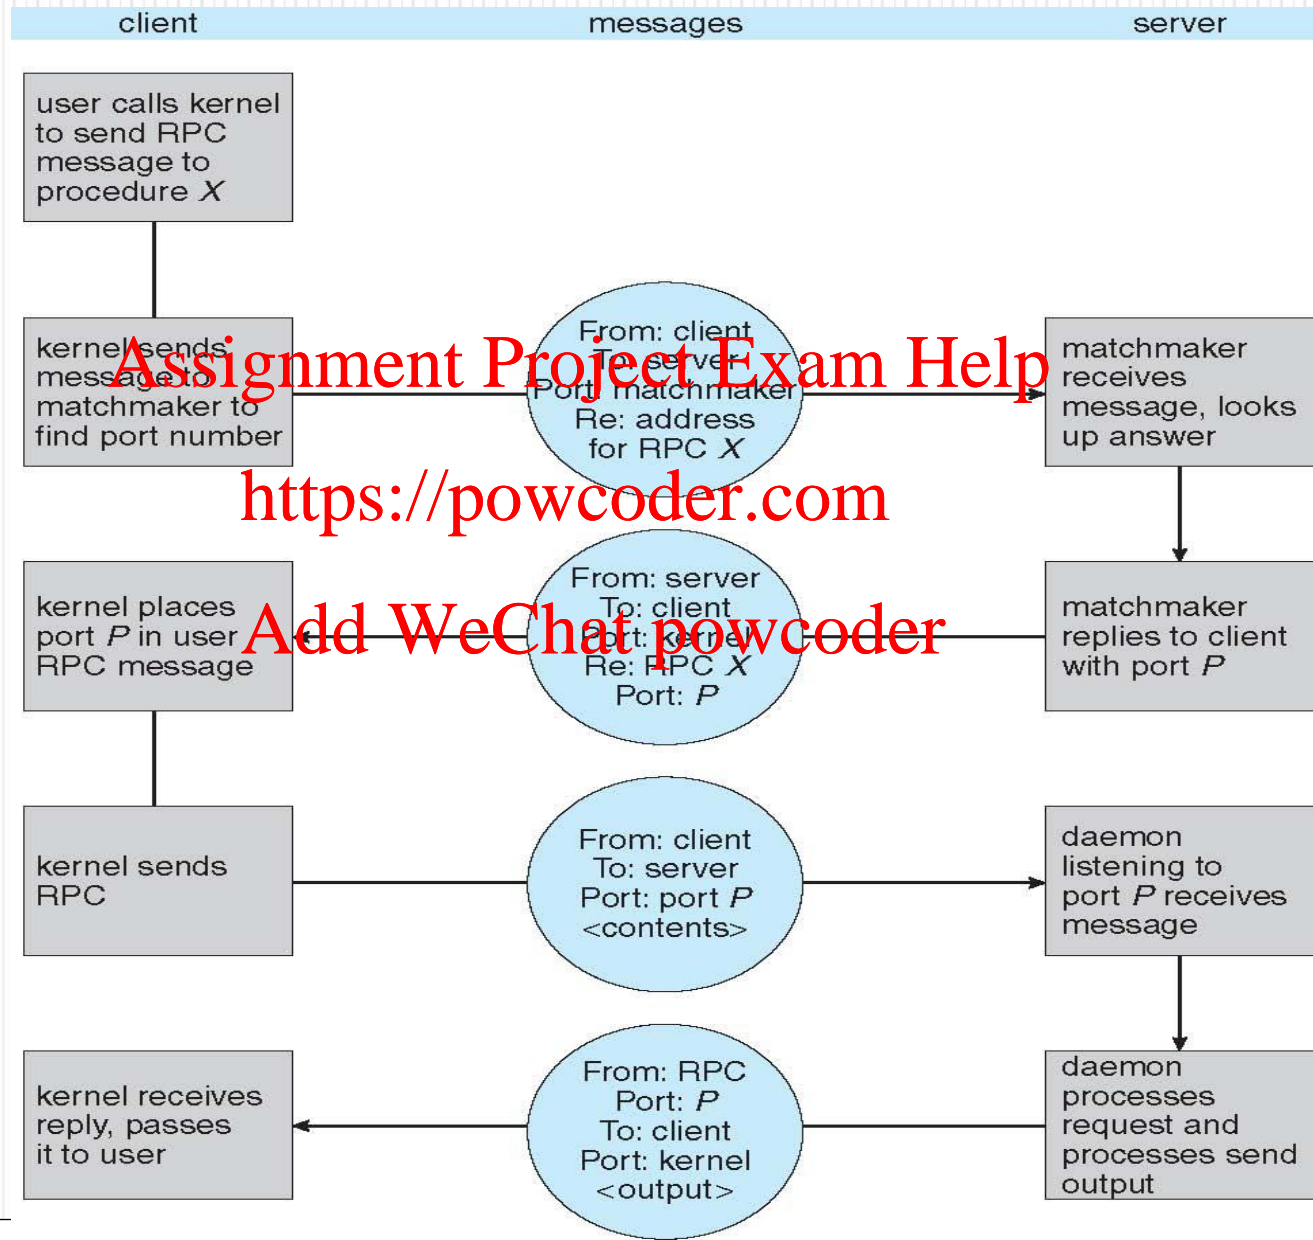 client
messages
server
user calls kernel
to send RPC
message to
procedure X
kernel sends
message to
matchmaker to
find port number
From: client
To: server
Port: matchmaker
Re: address
for RPC X
matchmaker
receives
message, looks
up answer
Assignment Project Exam Help
https://powcoder.com
kernel places
port P in user
RPC message
From: server
To: client
Port: kernel
Re: RPC X
Port: P
matchmaker
replies to client
with port P
Add WeChat powcoder
kernel sends
RPC
From: client
To: server
Port: port P
<contents>
daemon
listening to
port P receives
message
kernel receives
reply, passes
it to user
From: RPC
Port: P
To: client
Port: kernel
<output>
daemon
processes
request and
processes send
output